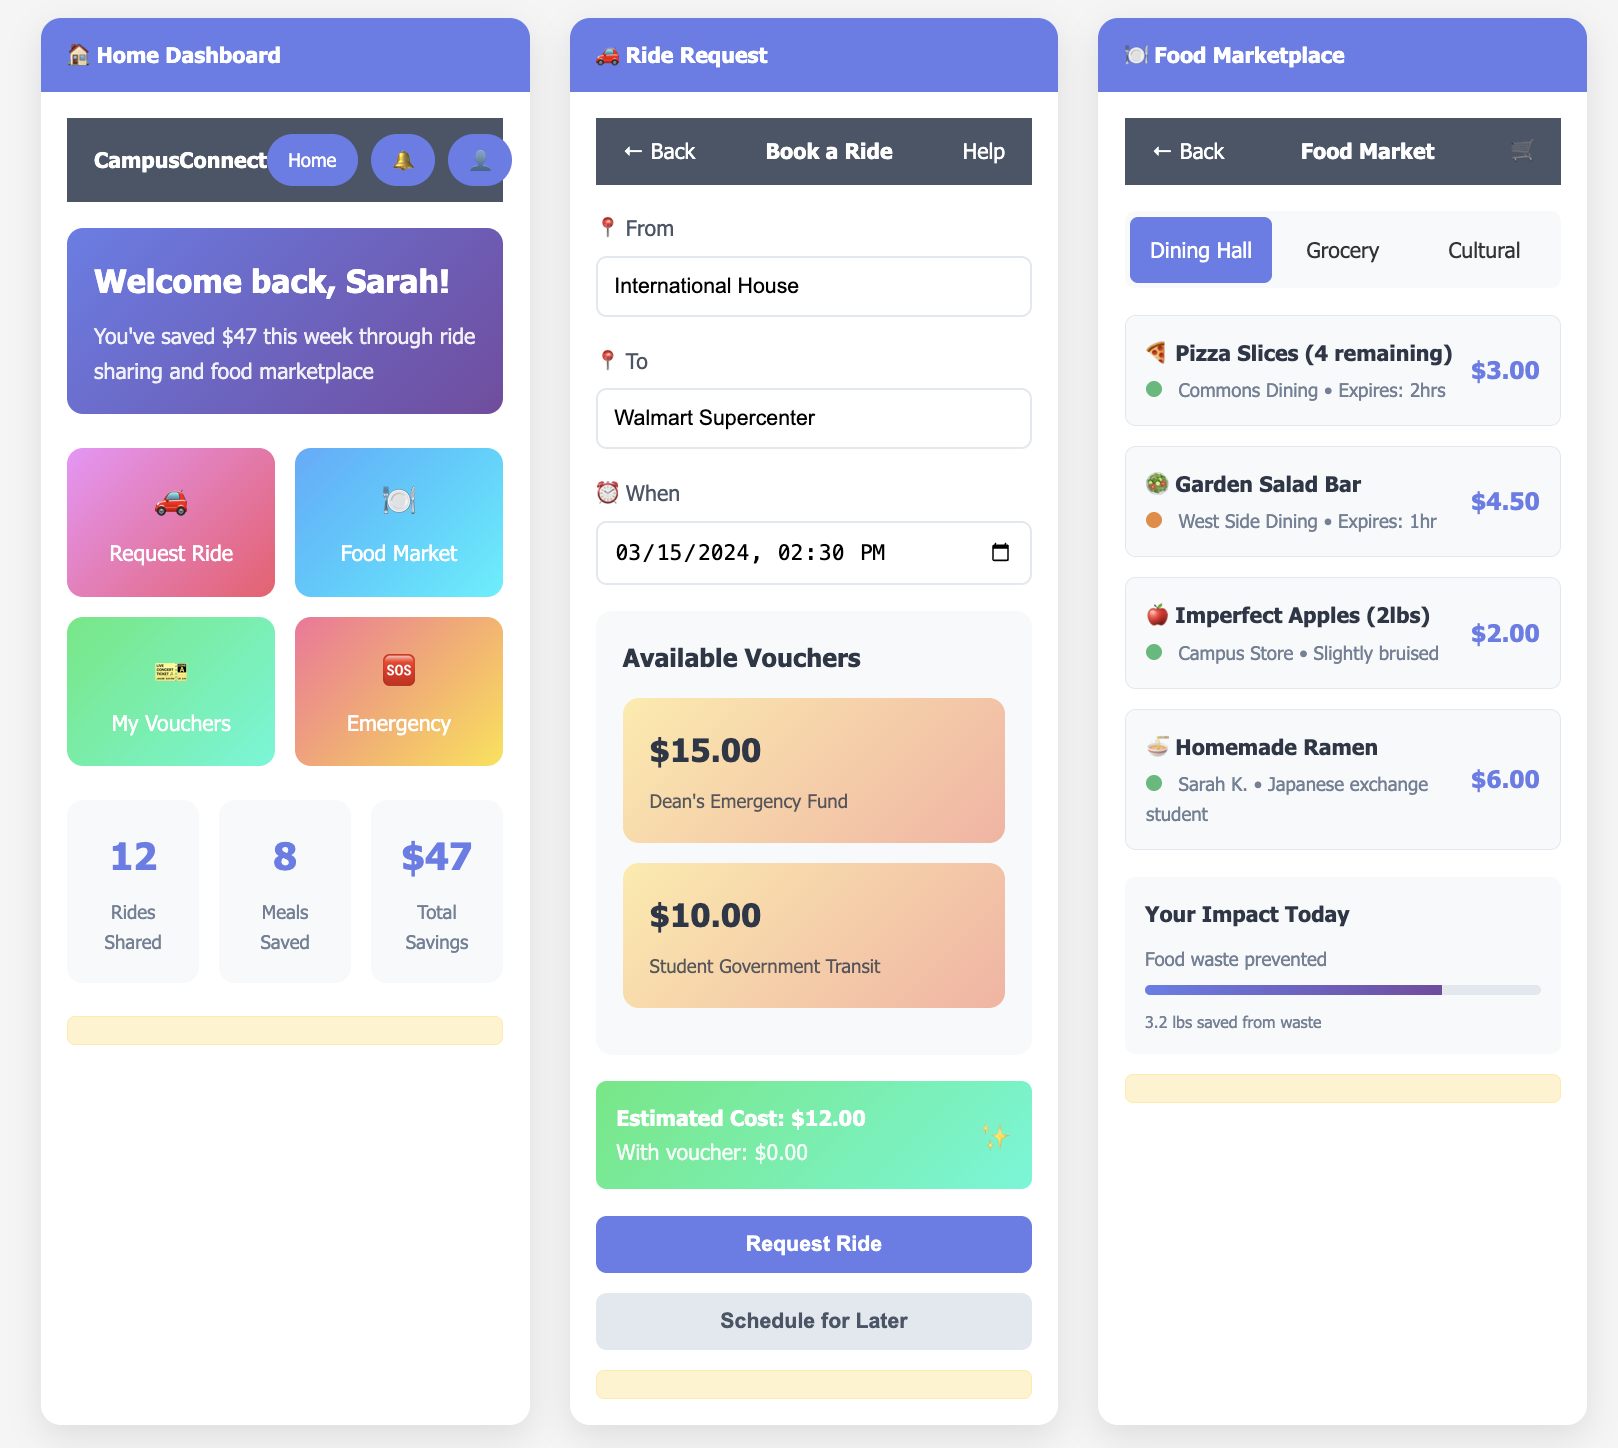 🏠 Home Dashboard
CampusConnect Home 🔔 👤
Welcome back, Sarah!
You've saved $47 this week through ride
sharing and food marketplace
🚗
Request Ride
🍽️
Food Market
🎫
My Vouchers
🆘
Emergency
12
Rides
Shared
8
Meals
Saved
$47
Total
Savings
🚗 Ride Request
← Back Book a Ride Help
📍 From
International House
📍 To
Walmart Supercenter
⏰ When
03/15/2024, 02:30 PM
Available Vouchers
$15.00
Dean's Emergency Fund
$10.00
Student Government Transit
Estimated Cost: $12.00
With voucher: $0.00
✨
Request Ride
Schedule for Later
🍽️ Food Marketplace
← Back Food Market 🛒
Dining Hall Grocery Cultural
🍕 Pizza Slices (4 remaining)
$3.00
Commons Dining • Expires: 2hrs
🥗 Garden Salad Bar
$4.50
West Side Dining • Expires: 1hr
🍎 Imperfect Apples (2lbs)
$2.00
Campus Store • Slightly bruised
🍜 Homemade Ramen
$6.00
Sarah K. • Japanese exchange
student
Your Impact Today
Food waste prevented
3.2 lbs saved from waste